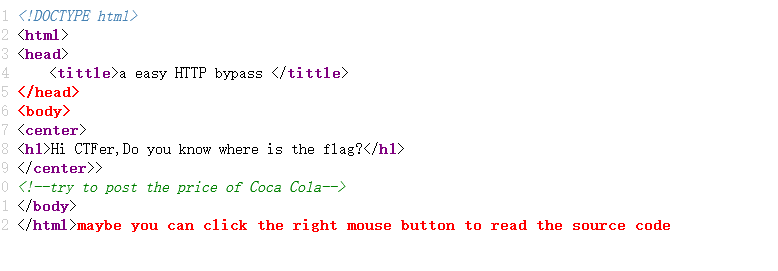 1 <!DOCTYPE html>
2 <html>
3 <head>
4 <tittle>a easy HTTP bypass </tittle>
5 </head>
6 <body>
7 <center>
8 <h1>Hi CTFer,Do you know where is the flag?</h1>
9 </center>>
0 <!--try to post the price of Coca Cola-->
1 </body>
2 </html>maybe you can click the right mouse button to read the source code